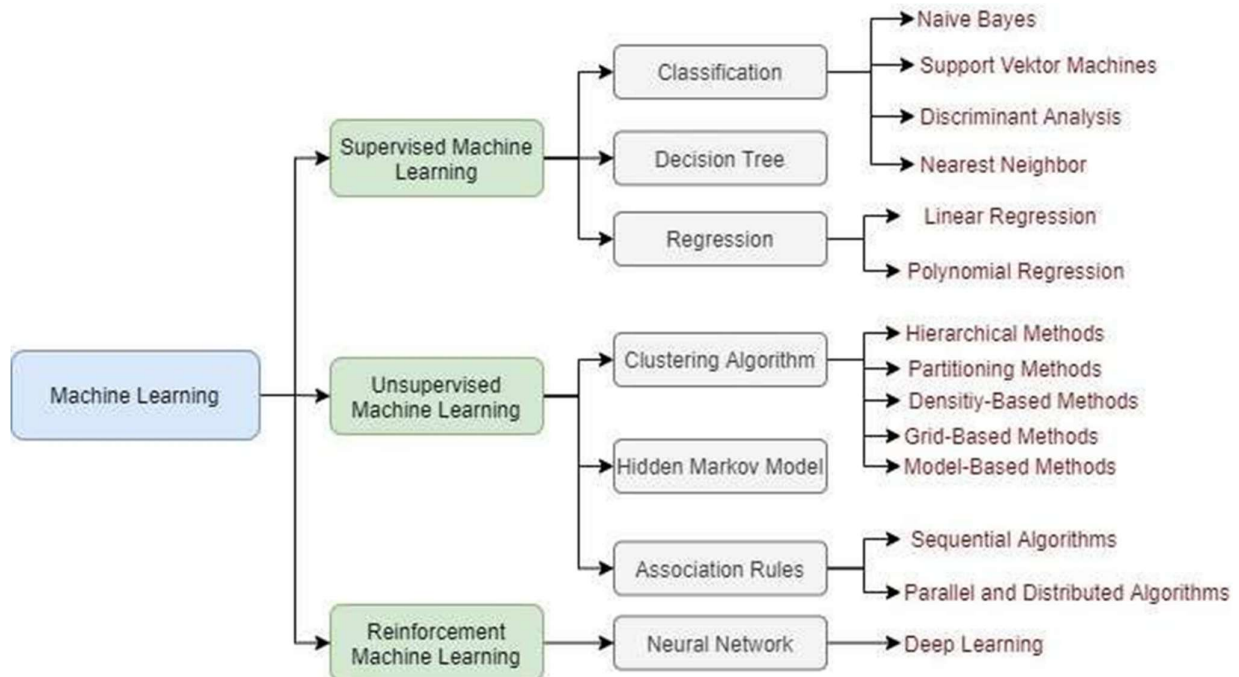 Machine Learning
Supervised Machine
Learning
Classification
Naive Bayes
Support Vektor Machines
Discriminant Analysis
Nearest Neighbor
Decision Tree
Regression
Linear Regression
Polynomial Regression
Unsupervised
Machine Learning
Clustering Algorithm
Hierarchical Methods
Partitioning Methods
Densitiy-Based Methods
Grid-Based Methods
Model-Based Methods
Hidden Markov Model
Association Rules
Sequential Algorithms
Parallel and Distributed Algorithms
Reinforcement
Machine Learning
Neural Network
Deep Learning